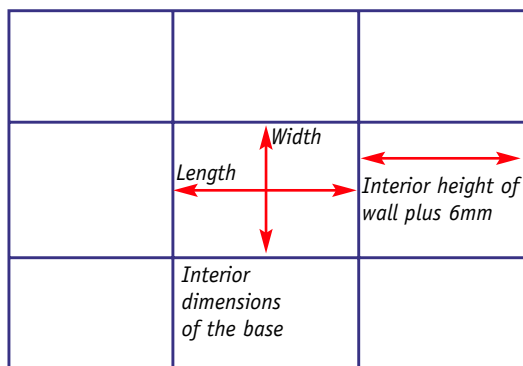 Width
Length
Interior height of
wall plus 6mm
Interior
dimensions
of the base